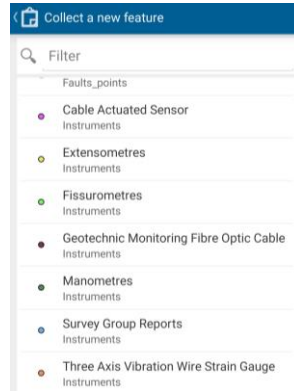 Collect a new feature
Filter
Faults_points
Cable Actuated Sensor
Instruments
Extensometres
Instruments
Fissurometres
Instruments
Geotechnic Monitoring Fibre Optic Cable
Instruments
Manometres
Instruments
Survey Group Reports
Instruments
Three Axis Vibration Wire Strain Gauge
Instruments